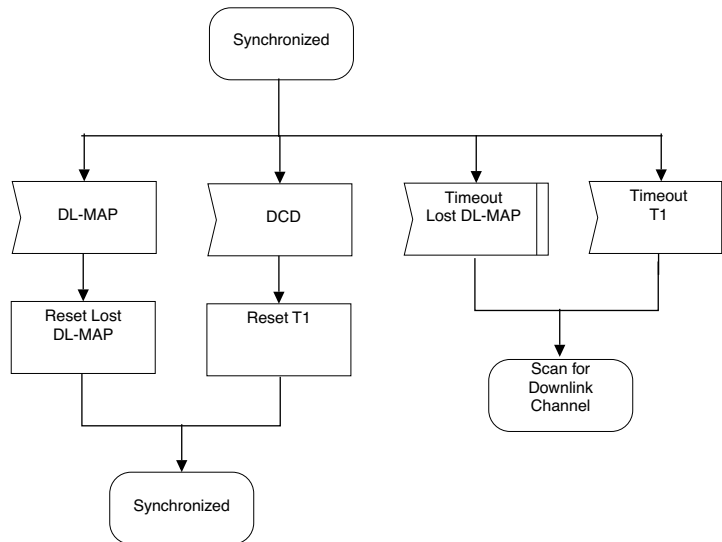 Synchronized
DL-MAP
DCD
Timeout
Lost DL-MAP
Timeout
T1
Reset Lost
DL-MAP
Reset T1
Scan for
Downlink
Channel
Synchronized